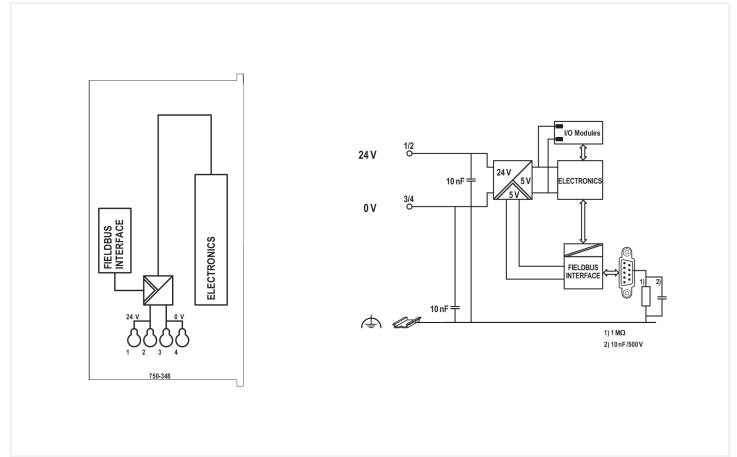 FIELDBUS
INTERFACE
ELECTRONICS
24 V
0 V
1
2
3
4
750-348
24 V
1/2
0 V
3/4
10 nF
10 nF
24 V
5 V
5 V
I/O Modules
ELECTRONICS
FIELDBUS
INTERFACE
1)
2)
1) 1 MΩ
2) 10 nF/500 V